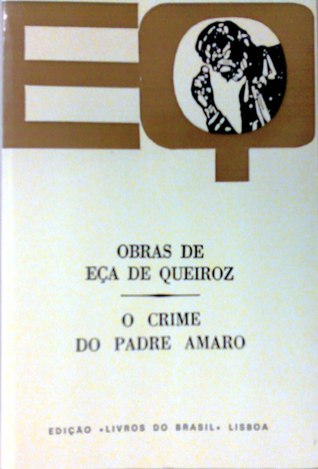 EQ
OBRAS DE
EÇA DE QUEIROZ
O CRIME
DO PADRE AMARO
EDIÇÃO «LIVROS DO BRASIL» LISBOA